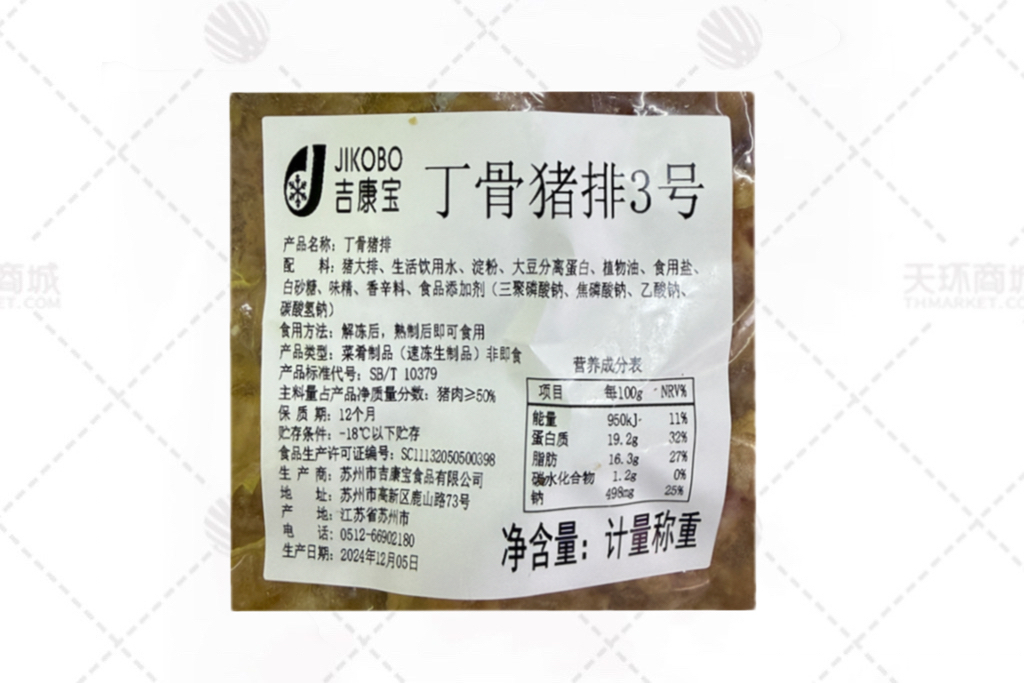 JIKOBO
吉康宝
丁骨猪排3号
产品名称：丁骨猪排
配 料：猪大排、生活饮用水、淀粉、大豆分离蛋白、植物油、食用盐、
白砂糖、味精、香辛料、食品添加剂（三聚磷酸钠、焦磷酸钠、乙酸钠、
碳酸氢钠）
食用方法：解冻后，熟制后即可食用
产品类型：菜肴制品（速冻生制品）非即食
产品标准代号：SB/T 10379
主料量占产品净质量分数：猪肉≥50%
保 质 期：12个月
贮存条件：-18℃以下贮存
食品生产许可证编号：SC11132050500398
生 产 商：苏州市吉康宝食品有限公司
地 址：苏州市高新区鹿山路73号
产 地：江苏省苏州市
电 话：0512-66902180
生产日期：2024年12月05日
营养成分表
项目 每100g NRV%
能量 950kJ 11%
蛋白质 19.2g 32%
脂肪 16.3g 27%
碳水化合物 1.2g 0%
钠 498mg 25%
净含量：计量称重
商城
KET.COM
天环商城
THMARKET.CO